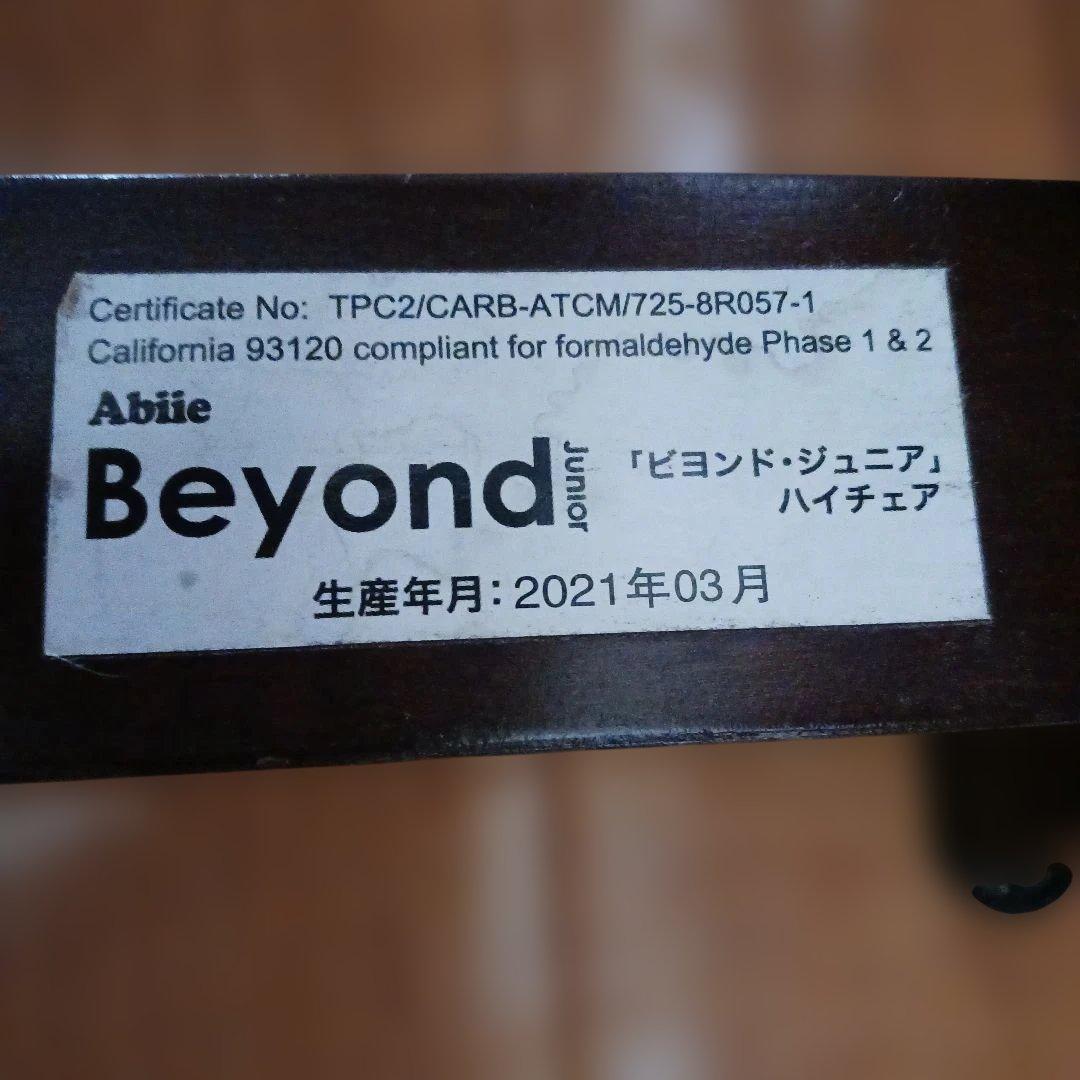 Certificate No: TPC2/CARB-ATCM/725-8R057-1
California 93120 compliant for formaldehyde Phase 1 & 2
Abiie
Beyond Junior
「ビヨンド・ジュニア」
ハイチェア
生産年月：2021年03月